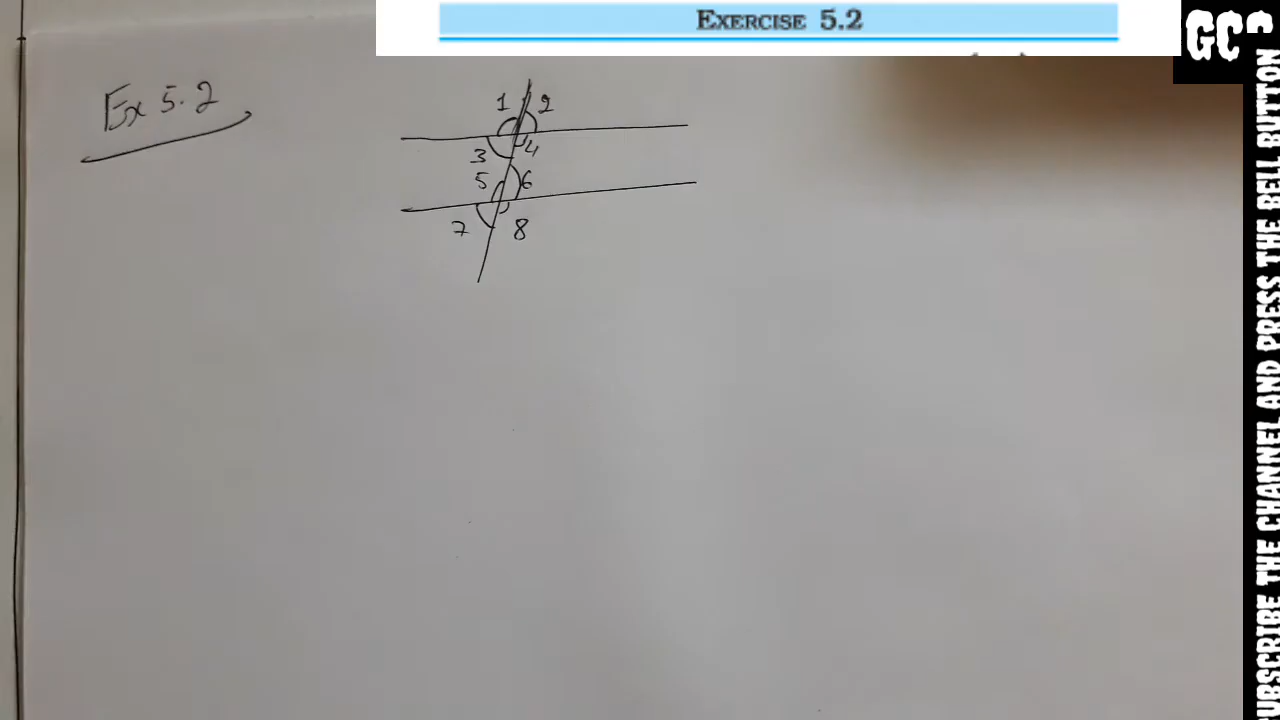 EXERCISE 5.2
Ex 5.2
1 2
3 4
5 6
7 8
SUBSCRIBE THE CHANNEL AND PRESS THE BELL BUTTON